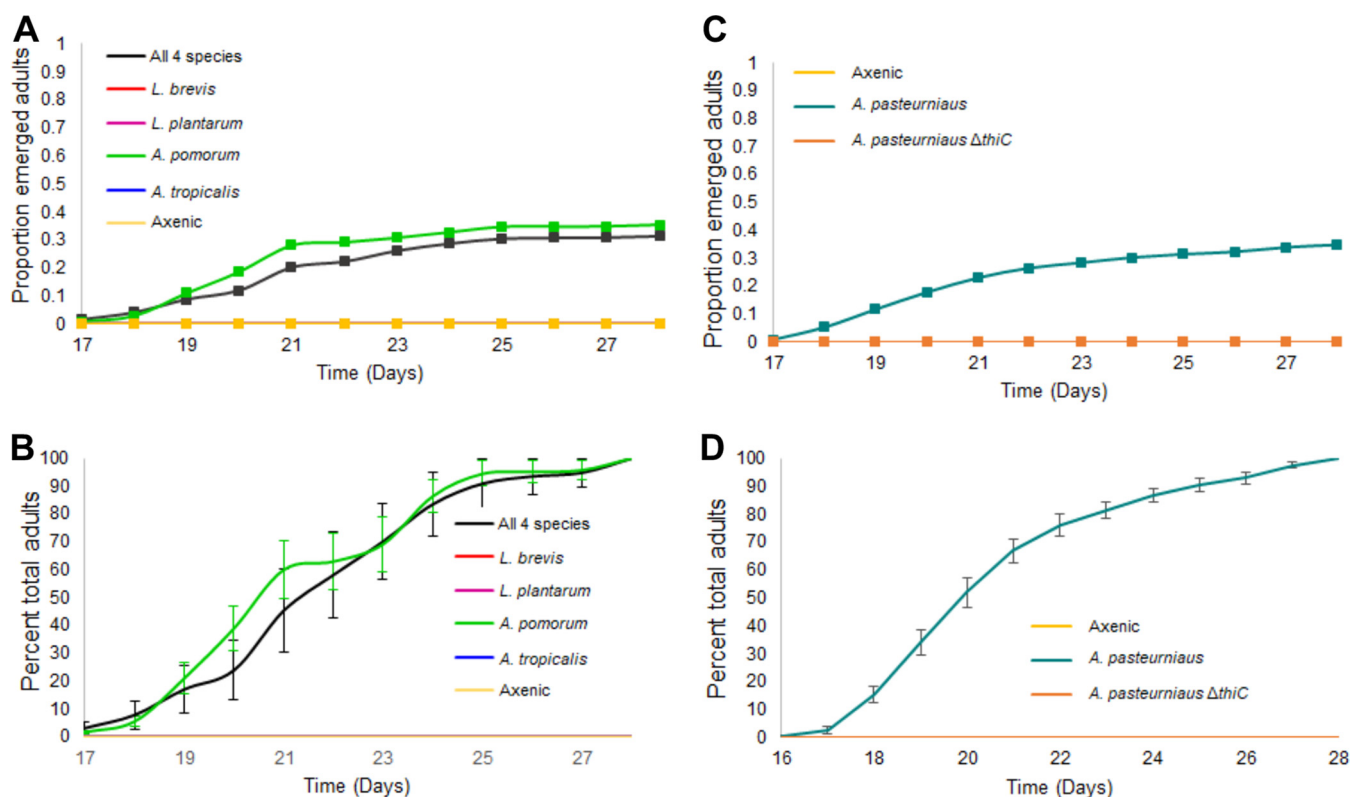 A
Proportion emerged adults
1
0.9
0.8
0.7
0.6
0.5
0.4
0.3
0.2
0.1
0
All 4 species
L. brevis
L. plantarum
A. pomorum
A. tropicalis
Axenic
17 19 21 23 25 27
Time (Days)
C
Proportion emerged adults
1
0.9
0.8
0.7
0.6
0.5
0.4
0.3
0.2
0.1
0
Axenic
A. pasteurniaus
A. pasteurniaus ΔthiC
17 19 21 23 25 27
Time (Days)
B
Percent total adults
100
90
80
70
60
50
40
30
20
10
0
All 4 species
L. brevis
L. plantarum
A. pomorum
A. tropicalis
Axenic
17 19 21 23 25 27
Time (Days)
D
Percent total adults
100
90
80
70
60
50
40
30
20
10
0
Axenic
A. pasteurniaus
A. pasteurniaus ΔthiC
16 18 20 22 24 26 28
Time (Days)